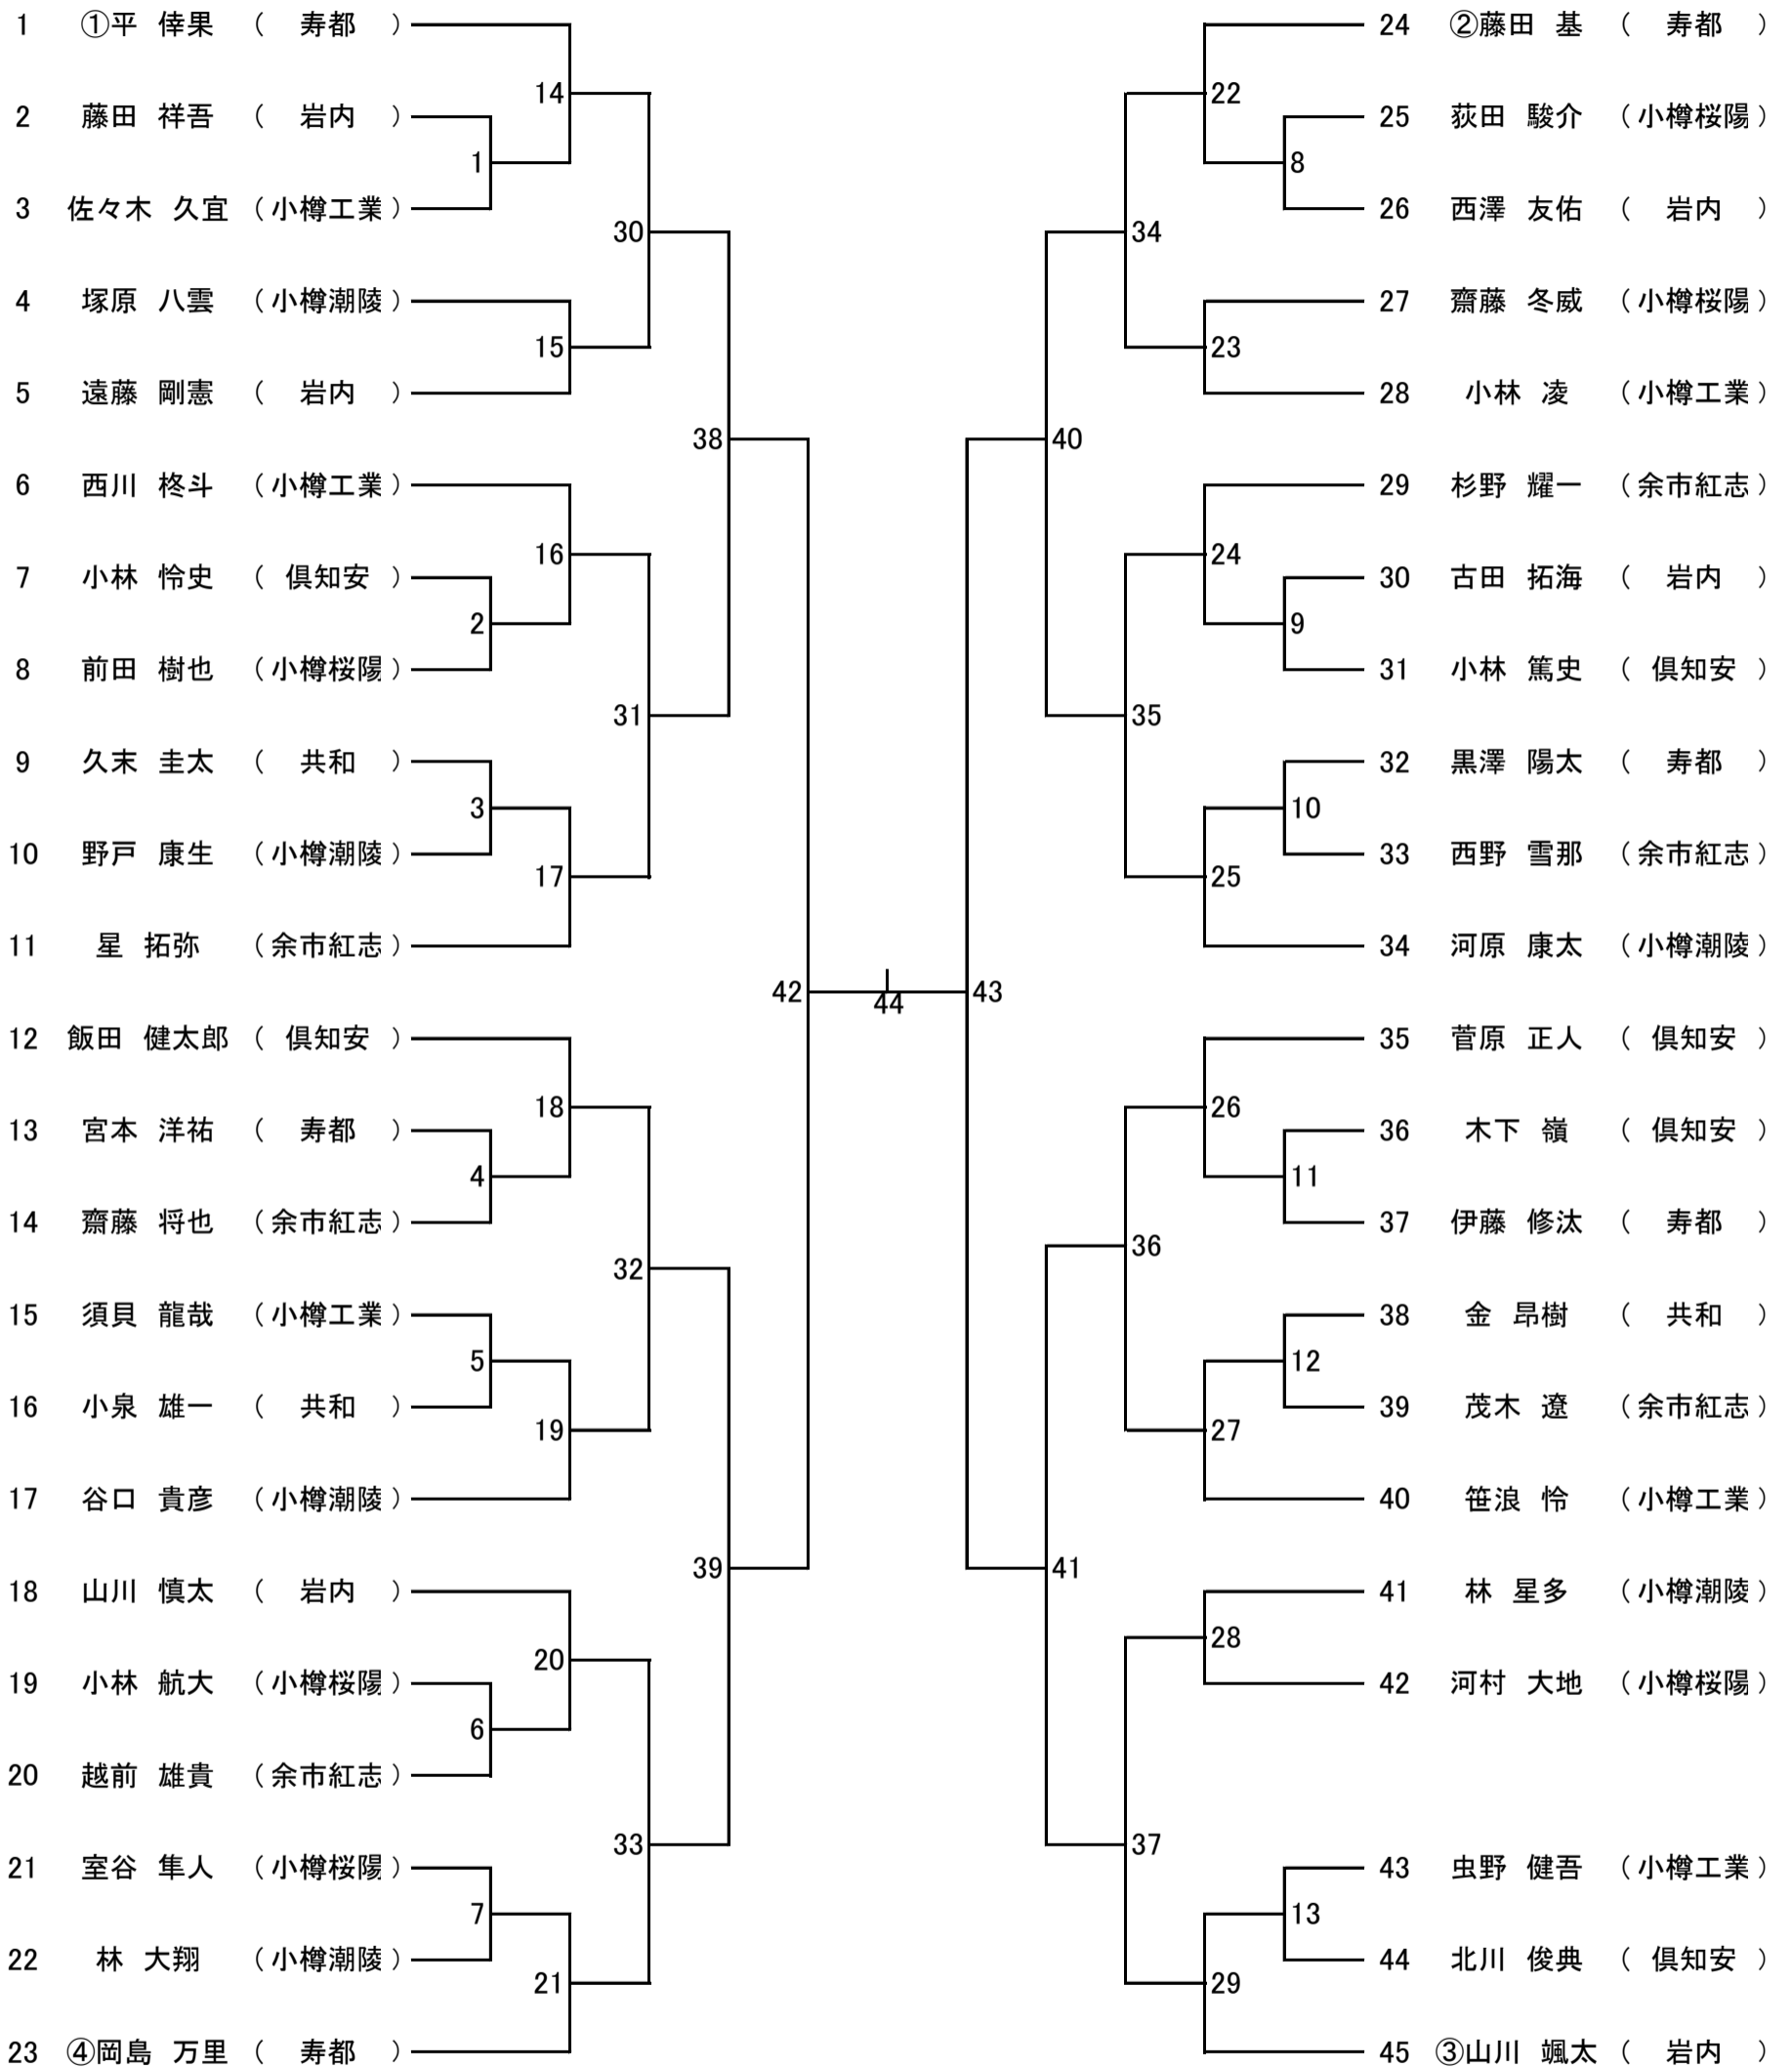 1 ①平 倖果 ( 寿都 )
2 藤田 祥吾 ( 岩内 )
3 佐々木 久宜 (小樽工業)
4 塚原 八雲 (小樽潮陵)
5 遠藤 剛憲 ( 岩内 )
6 西川 柊斗 (小樽工業)
7 小林 怜史 ( 倶知安 )
8 前田 樹也 (小樽桜陽)
9 久末 圭太 ( 共和 )
10 野戸 康生 (小樽潮陵)
11 星 拓弥 (余市紅志)
12 飯田 健太郎 ( 倶知安 )
13 宮本 洋祐 ( 寿都 )
14 齋藤 将也 (余市紅志)
15 須貝 龍哉 (小樽工業)
16 小泉 雄一 ( 共和 )
17 谷口 貴彦 (小樽潮陵)
18 山川 慎太 ( 岩内 )
19 小林 航大 (小樽桜陽)
20 越前 雄貴 (余市紅志)
21 室谷 隼人 (小樽桜陽)
22 林 大翔 (小樽潮陵)
23 ④岡島 万里 ( 寿都 )
1
2
3
4
5
6
7
14
15
16
17
18
19
20
21
30
31
32
33
38
39
42
44
43
40
41
34
35
36
37
22
23
24
25
26
27
28
29
8
9
10
11
12
13
24 ②藤田 基 ( 寿都 )
25 荻田 駿介 (小樽桜陽)
26 西澤 友佑 ( 岩内 )
27 齋藤 冬威 (小樽桜陽)
28 小林 凌 (小樽工業)
29 杉野 耀一 (余市紅志)
30 古田 拓海 ( 岩内 )
31 小林 篤史 ( 倶知安 )
32 黒澤 陽太 ( 寿都 )
33 西野 雪那 (余市紅志)
34 河原 康太 (小樽潮陵)
35 菅原 正人 ( 倶知安 )
36 木下 嶺 ( 倶知安 )
37 伊藤 修汰 ( 寿都 )
38 金 昂樹 ( 共和 )
39 茂木 遼 (余市紅志)
40 笹浪 怜 (小樽工業)
41 林 星多 (小樽潮陵)
42 河村 大地 (小樽桜陽)
43 虫野 健吾 (小樽工業)
44 北川 俊典 ( 倶知安 )
45 ③山川 颯太 ( 岩内 )